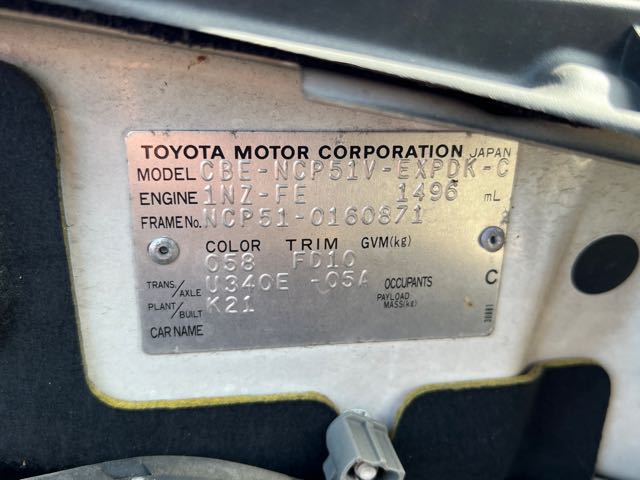 TOYOTA MOTOR CORPORATION JAPAN
MODEL CBE-NCP51V-EXPDK-C
ENGINE 1NZ-FE 1496 mL
FRAME No. NCP51-0160871
COLOR TRIM GVM(kg)
058 FD10
TRANS./AXLE U340E -05A OCCUPANTS C
PLANT/BUILT K21 PAYLOAD MASS(kg)
CAR NAME